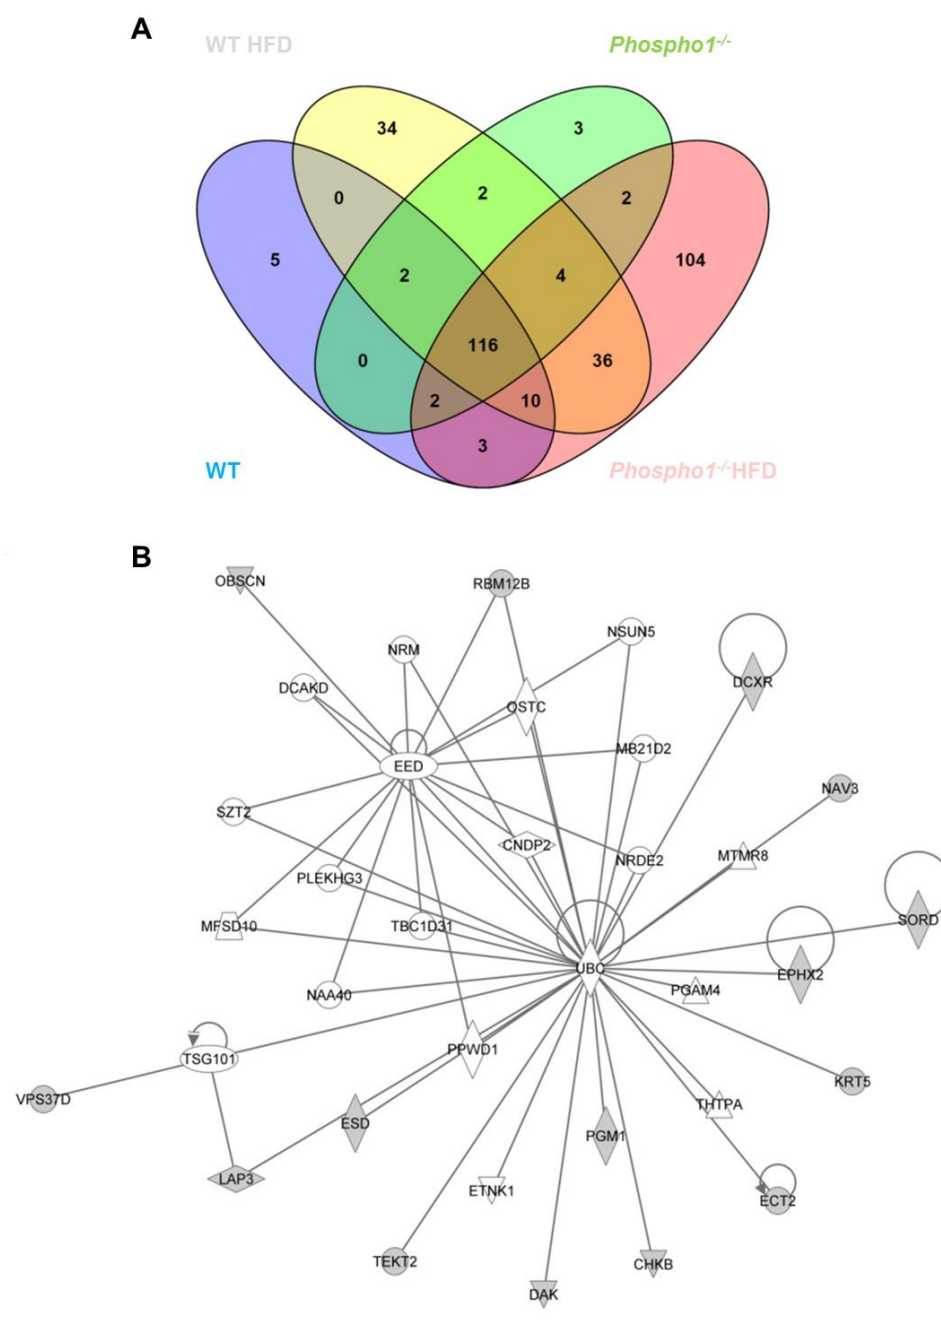 A
WT HFD
Phospho1-/-
34
3
0
2
2
5
104
2
4
116
0
36
2
10
3
WT
Phospho1-/-HFD
B
OBSCN
RBM12B
NSUN5
NRM
DCXR
DCAKD
OSTC
MB21D2
EED
NAV3
SZT2
CNDP2
NRDE2
MTMR8
PLEKHG3
MFSD10
TBC1D31
SORD
UBC
EPHX2
NAA40
PGAM4
PPWD1
TSG101
VPS37D
KRT5
THTPA
ESD
PGM1
LAP3
ETNK1
ECT2
TEKT2
CHKB
DAK